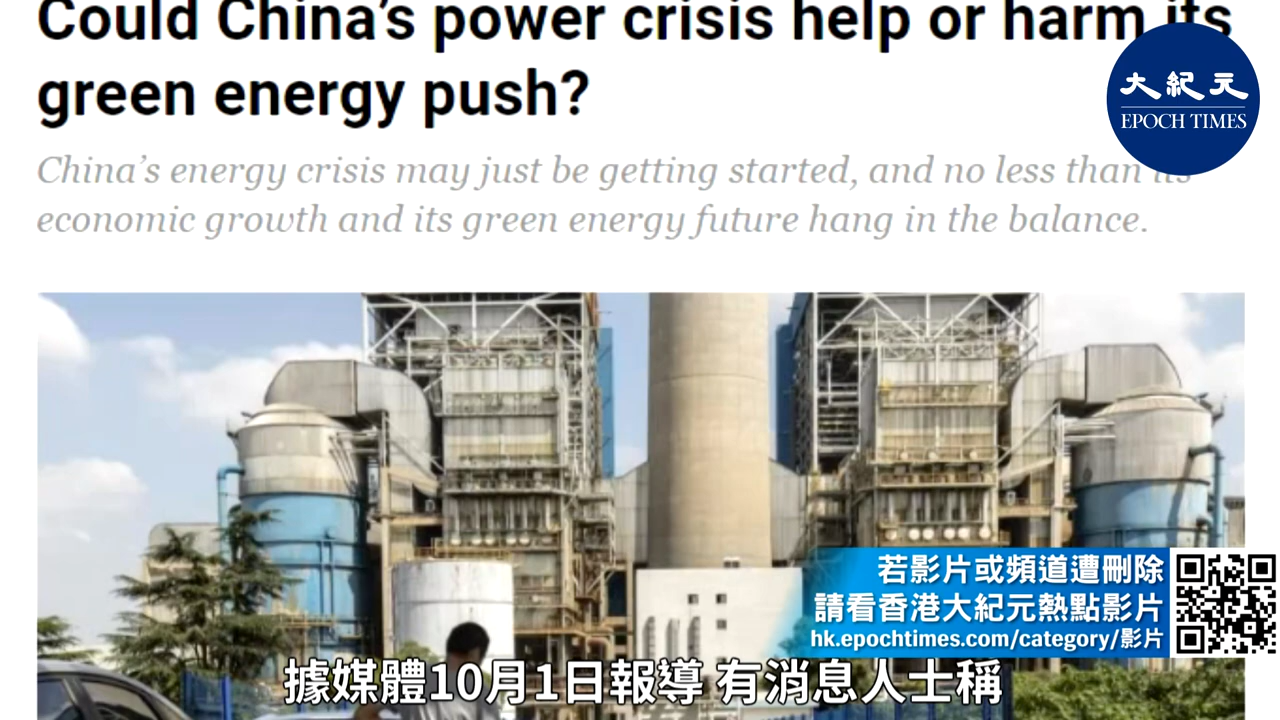 Could China's power crisis help or harm its
green energy push?
大紀元
EPOCH TIMES
China's energy crisis may just be getting started, and no less than its
economic growth and its green energy future hang in the balance.
若影片或頻道遭刪除
請看香港大紀元熱點影片
hk.epochtimes.com/category/影片
據媒體10月1日報導 有消息人士稱